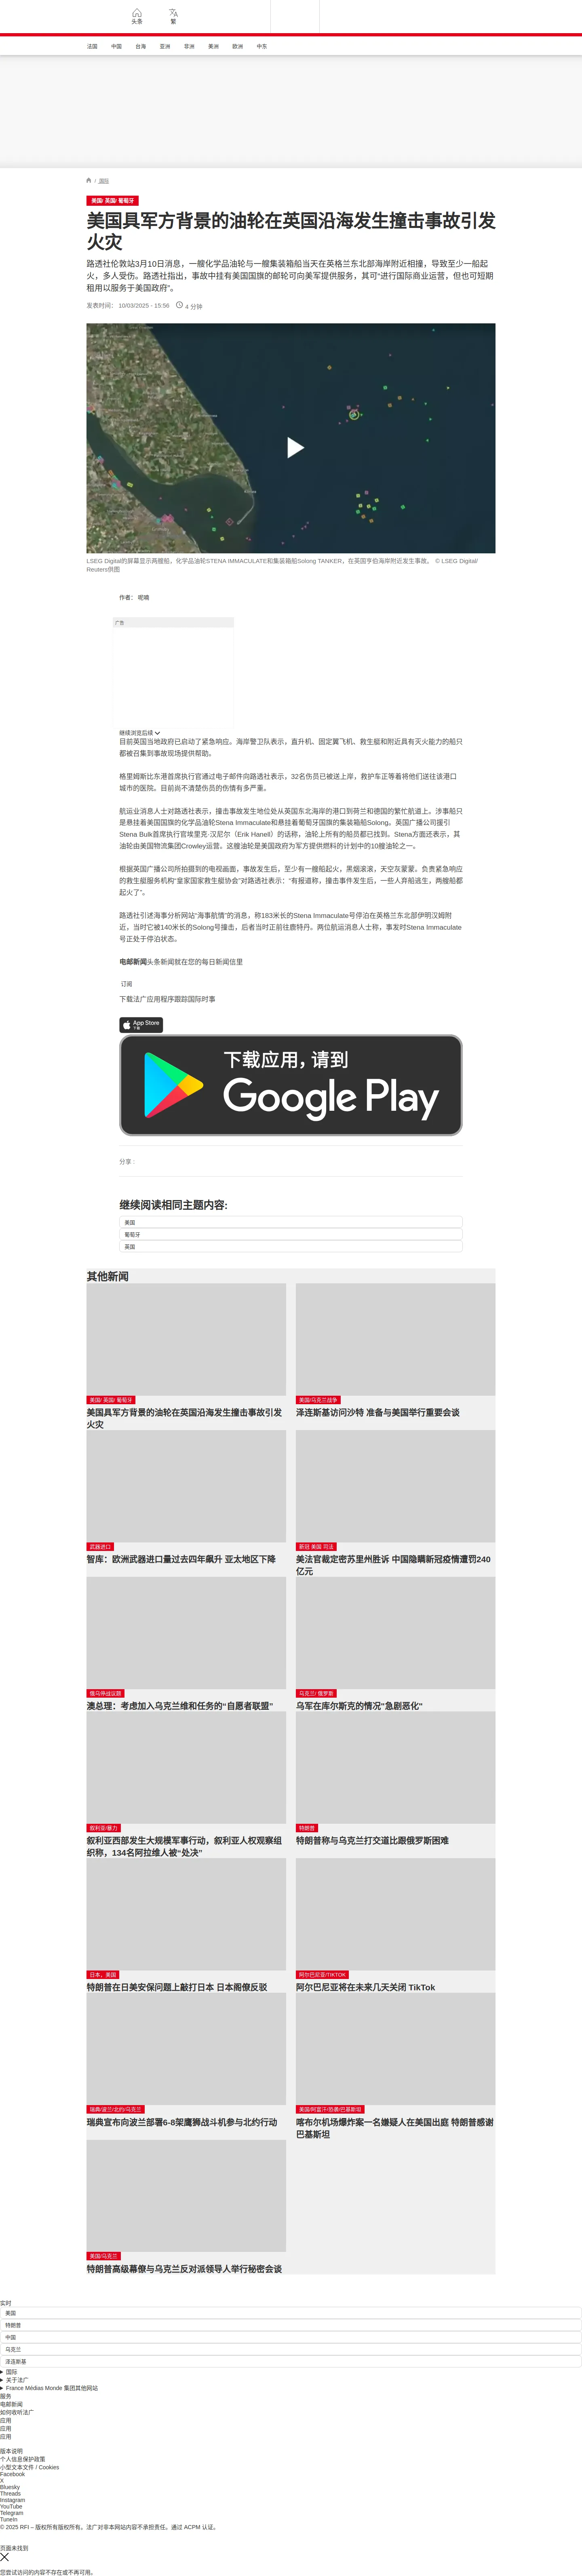 头条
繁
法国
中国
台海
亚洲
非洲
美洲
欧洲
中东
/ 国际
美国/ 英国/ 葡萄牙
美国具军方背景的油轮在英国沿海发生撞击事故引发
火灾
路透社伦敦站3月10日消息，一艘化学品油轮与一艘集装箱船当天在英格兰东北部海岸附近相撞，导致至少一船起
火，多人受伤。路透社指出，事故中挂有美国国旗的邮轮可向美军提供服务，其可“进行国际商业运营，但也可短期
租用以服务于美国政府”。
发表时间： 10/03/2025 - 15:56
4 分钟
LSEG Digital的屏幕显示两艘船，化学品油轮STENA IMMACULATE和集装箱船Solong TANKER，在英国亨伯海岸附近发生事故。 © LSEG Digital/
Reuters供图
作者： 呢喃
广告
继续浏览后续
目前英国当地政府已启动了紧急响应。海岸警卫队表示，直升机、固定翼飞机、救生艇和附近具有灭火能力的船只
都被召集到事故现场提供帮助。
格里姆斯比东港首席执行官通过电子邮件向路透社表示，32名伤员已被送上岸，救护车正等着将他们送往该港口
城市的医院。目前尚不清楚伤员的伤情有多严重。
航运业消息人士对路透社表示，撞击事故发生地位处从英国东北海岸的港口到荷兰和德国的繁忙航道上。涉事船只
是悬挂着美国国旗的化学品油轮Stena Immaculate和悬挂着葡萄牙国旗的集装箱船Solong。英国广播公司援引
Stena Bulk首席执行官埃里克·汉尼尔（Erik Hanell）的话称，油轮上所有的船员都已找到。Stena方面还表示，其
油轮由美国物流集团Crowley运营。这艘油轮是美国政府为军方提供燃料的计划中的10艘油轮之一。
根据英国广播公司所拍摄到的电视画面，事故发生后，至少有一艘船起火，黑烟滚滚，天空灰蒙蒙。负责紧急响应
的救生艇服务机构“皇家国家救生艇协会”对路透社表示：“有报道称，撞击事件发生后，一些人弃船逃生，两艘船都
起火了”。
路透社引述海事分析网站“海事航情”的消息，称183米长的Stena Immaculate号停泊在英格兰东北部伊明汉姆附
近，当时它被140米长的Solong号撞击，后者当时正前往鹿特丹。两位航运消息人士称，事发时Stena Immaculate
号正处于停泊状态。
电邮新闻头条新闻就在您的每日新闻信里
订阅
下载法广应用程序跟踪国际时事
App Store
下载
下载应用，请到
Google Play
分享 :
继续阅读相同主题内容:
美国
葡萄牙
英国
其他新闻
美国/ 英国/ 葡萄牙
美国具军方背景的油轮在英国沿海发生撞击事故引发
火灾
美国/乌克兰战争
泽连斯基访问沙特 准备与美国举行重要会谈
武器进口
智库：欧洲武器进口量过去四年飙升 亚太地区下降
新冠 美国 司法
美法官裁定密苏里州胜诉 中国隐瞒新冠疫情遭罚240
亿元
俄乌停战议题
澳总理：考虑加入乌克兰维和任务的“自愿者联盟”
乌克兰/ 俄罗斯
乌军在库尔斯克的情况"急剧恶化"
叙利亚/暴力
叙利亚西部发生大规模军事行动，叙利亚人权观察组
织称，134名阿拉维人被“处决”
特朗普
特朗普称与乌克兰打交道比跟俄罗斯困难
日本，美国
特朗普在日美安保问题上敲打日本 日本阁僚反驳
阿尔巴尼亚/TIKTOK
阿尔巴尼亚将在未来几天关闭 TikTok
瑞典/波兰/北约/乌克兰
瑞典宣布向波兰部署6-8架鹰狮战斗机参与北约行动
美国/阿富汗/恐袭/巴基斯坦
喀布尔机场爆炸案一名嫌疑人在美国出庭 特朗普感谢
巴基斯坦
美国/乌克兰
特朗普高级幕僚与乌克兰反对派领导人举行秘密会谈
实时
美国
特朗普
中国
乌克兰
泽连斯基
国际
关于法广
France Médias Monde 集团其他网站
服务
电邮新闻
如何收听法广
应用
应用
应用
版本说明
个人信息保护政策
小型文本文件 / Cookies
Facebook
X
Bluesky
Threads
Instagram
YouTube
Telegram
TuneIn
© 2025 RFI – 版权所有版权所有。法广对非本网站内容不承担责任。通过 ACPM 认证。
页面未找到
您尝试访问的内容不存在或不再可用。